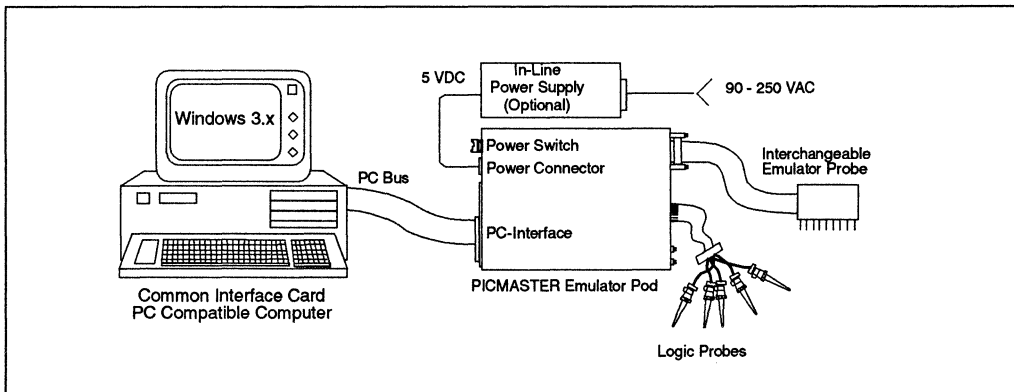 5 VDC
In-Line
Power Supply
(Optional)
90 - 250 VAC
Windows 3.x
Power Switch
Power Connector
Interchangeable
Emulator Probe
PC Bus
PC-Interface
PICMASTER Emulator Pod
Common Interface Card
PC Compatible Computer
Logic Probes